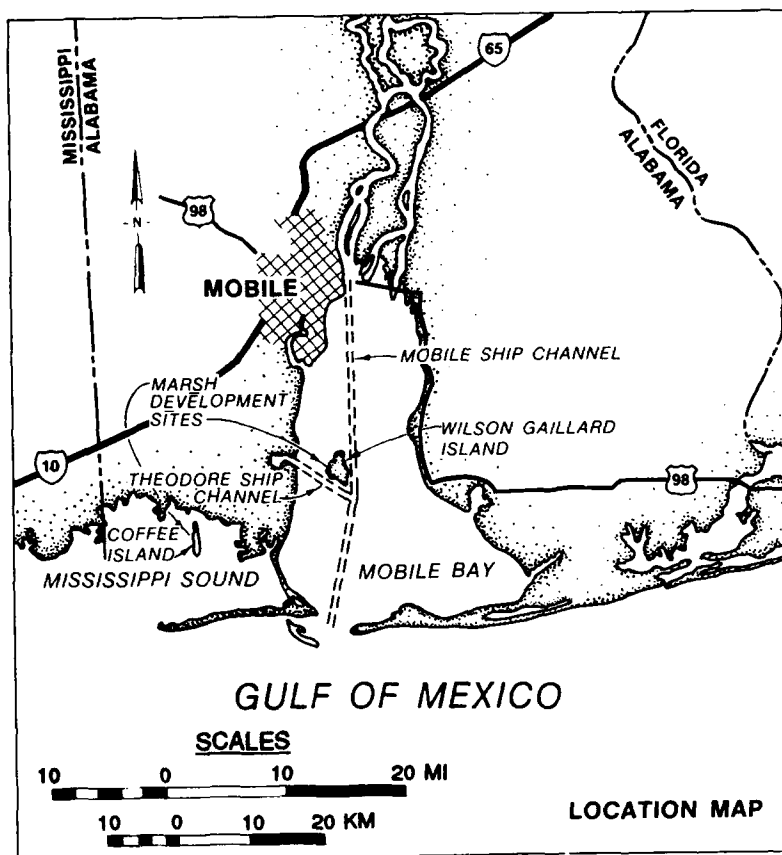 65
MISSISSIPPI
ALABAMA
FLORIDA
ALABAMA
98
N
MOBILE
MOBILE SHIP CHANNEL
MARSH
DEVELOPMENT
SITES
WILSON GAILLARD
ISLAND
10
THEODORE SHIP
CHANNEL
98
COFFEE
ISLAND
MISSISSIPPI SOUND
MOBILE BAY
GULF OF MEXICO
SCALES
10 0 10 20 MI
10 0 10 20 KM
LOCATION MAP